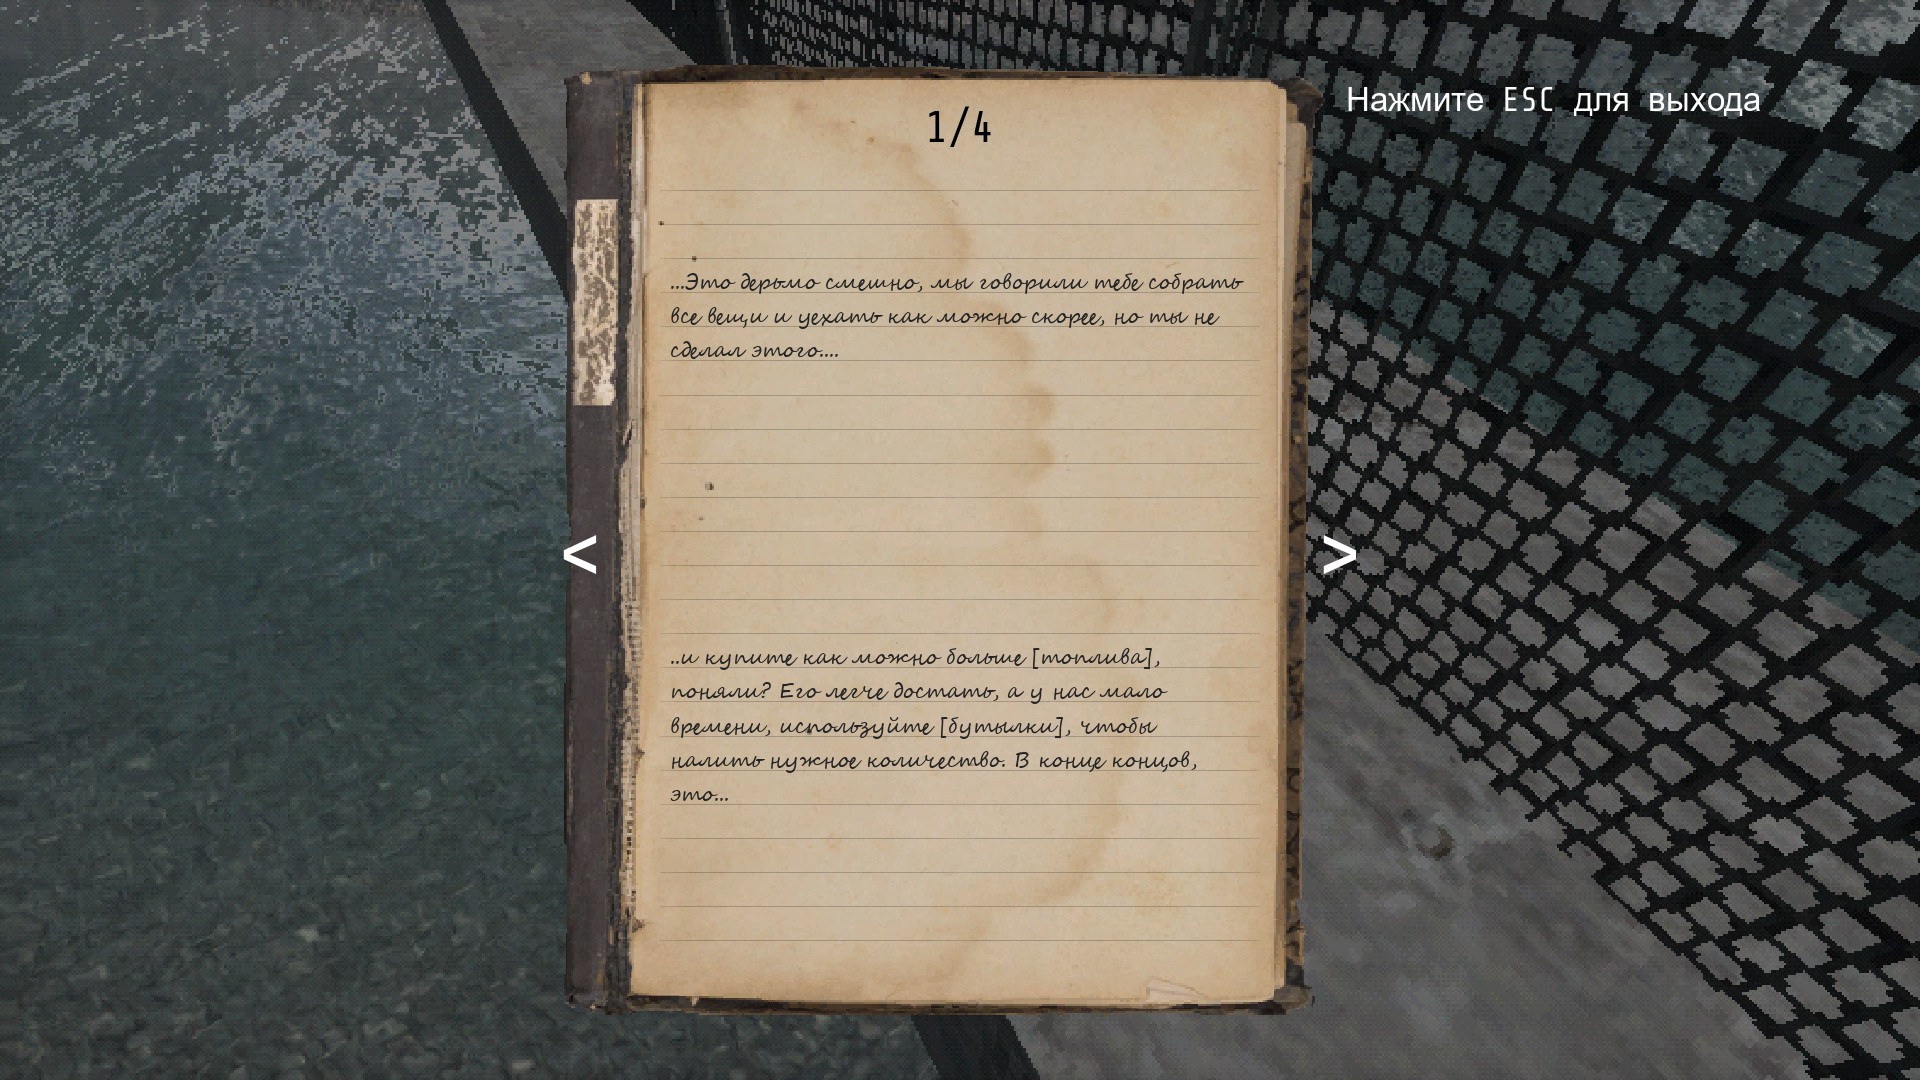 1/4
Нажмите ESC для выхода
...Это дерьмо смешно, мы говорили тебе собрать
все вещи и уехать как можно скорее, но ты не
сделал этого....
<
>
..и купите как можно больше [топлива],
поняли? Его легче достать, а у нас мало
времени, используйте [бутылки], чтобы
налить нужное количество. В конце концов,
это...